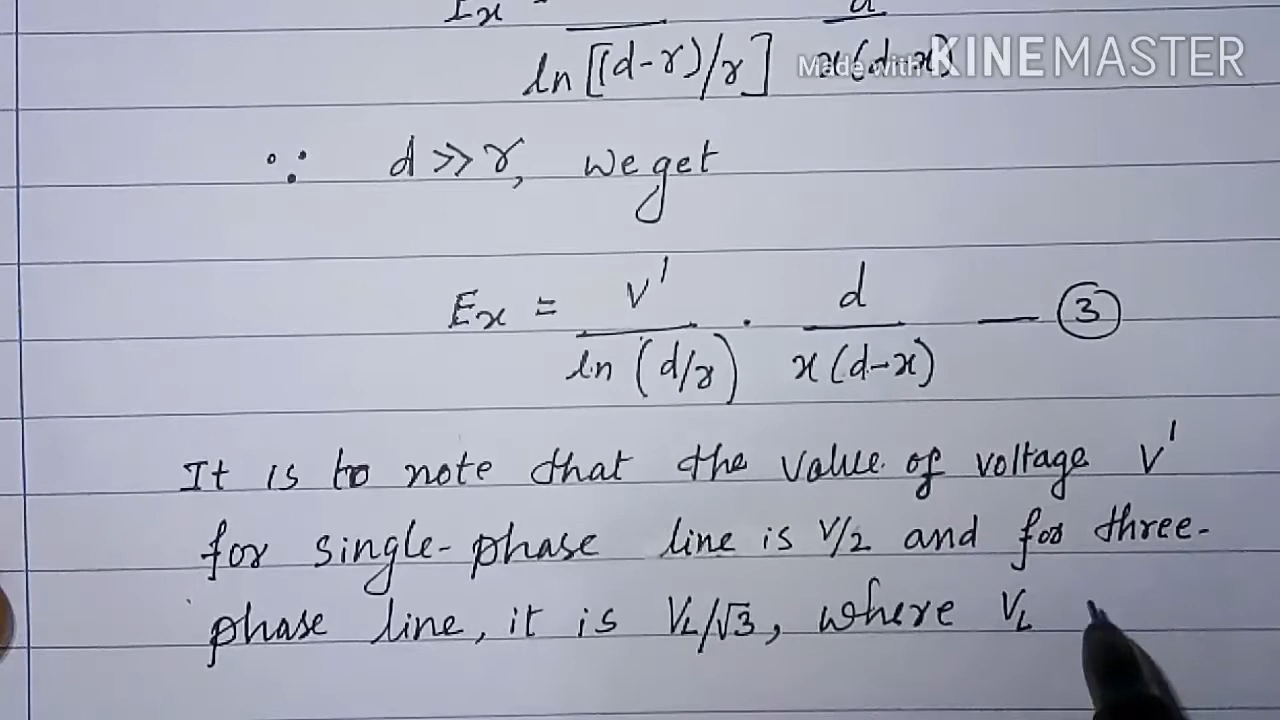 Ex =
ln [(d-r)/r] x(d-x)
Made with KINEMASTER
∵ d >> r, we get
Ex = V' / ln (d/r) . d / x(d-x) — ③
It is to note that the value of voltage V'
for single-phase line is V/2 and for three-
phase line, it is VL/√3, where VL